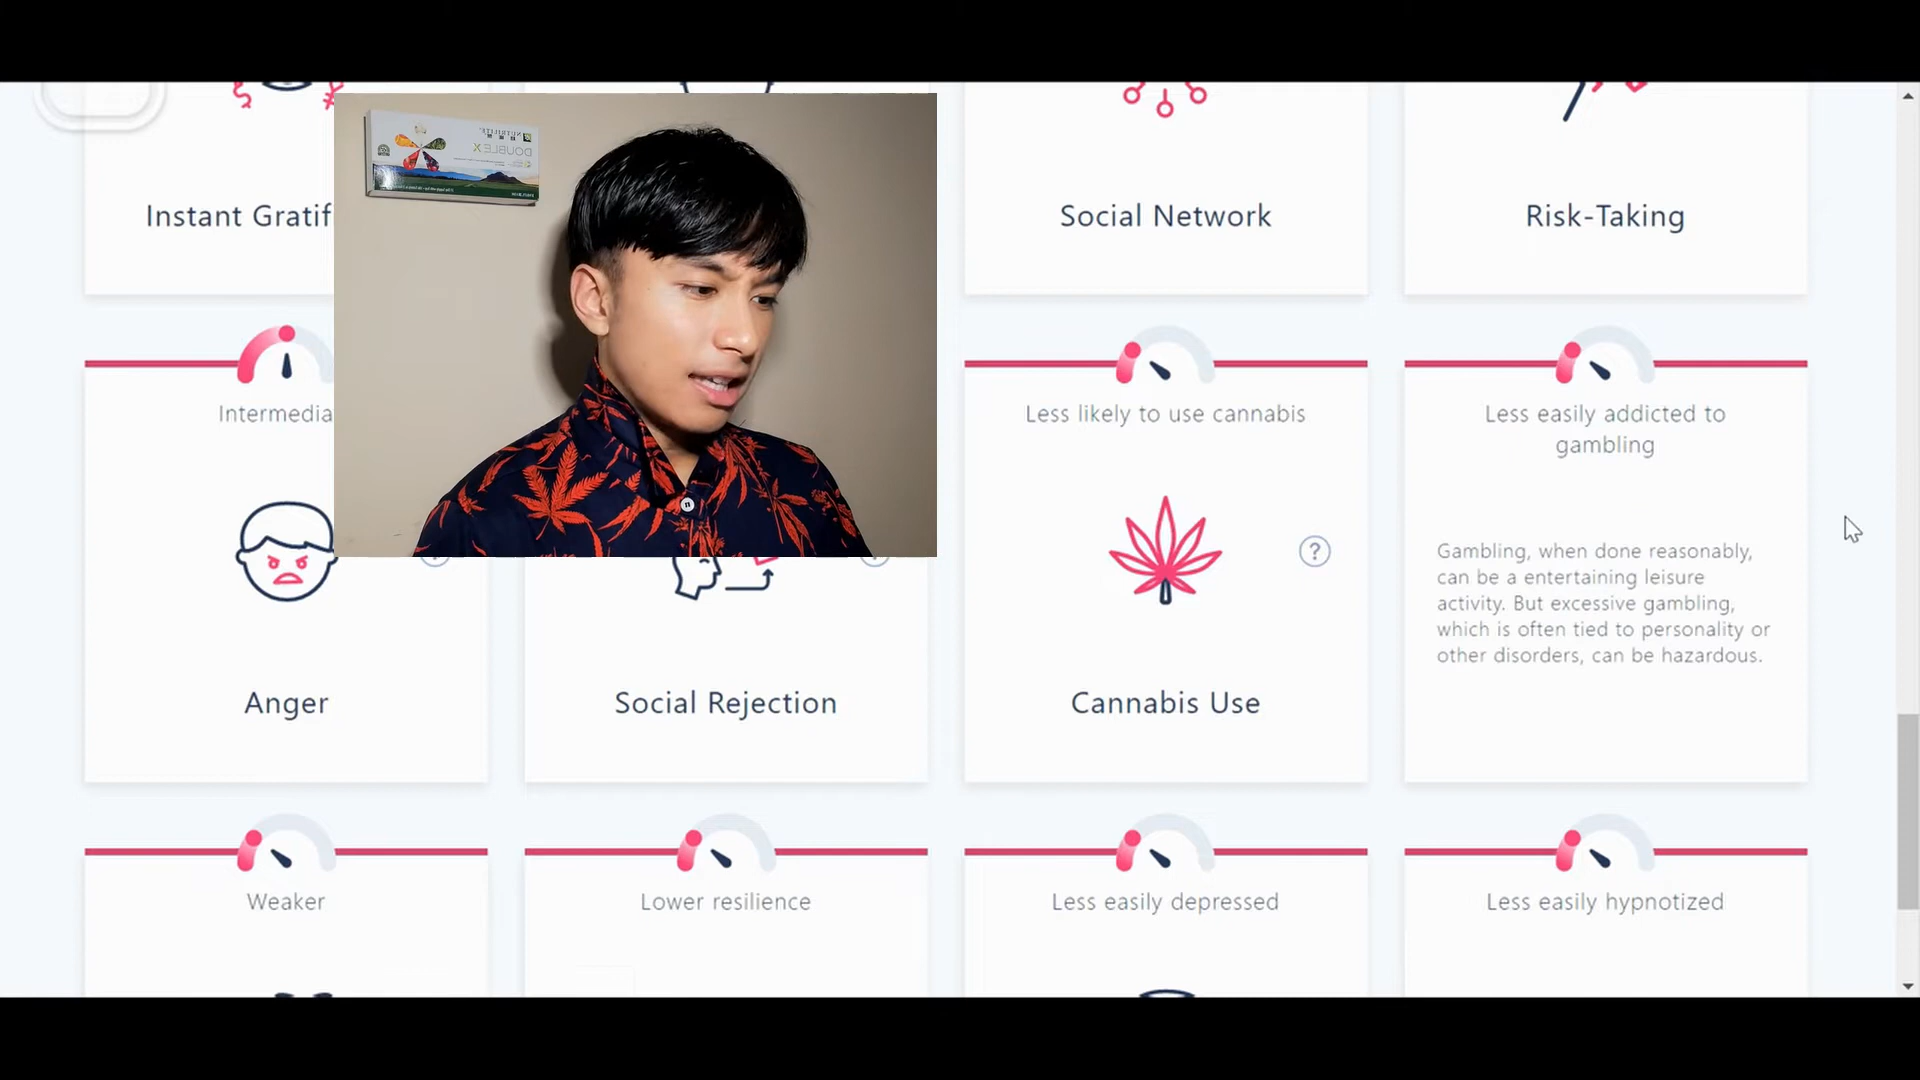 Instant Gratif
Social Network
Risk-Taking
NUTRILITE
DOUBLE X
Intermedia
Less likely to use cannabis
Less easily addicted to
gambling
?
Gambling, when done reasonably,
can be a entertaining leisure
activity. But excessive gambling,
which is often tied to personality or
other disorders, can be hazardous.
Anger
Social Rejection
Cannabis Use
Weaker
Lower resilience
Less easily depressed
Less easily hypnotized